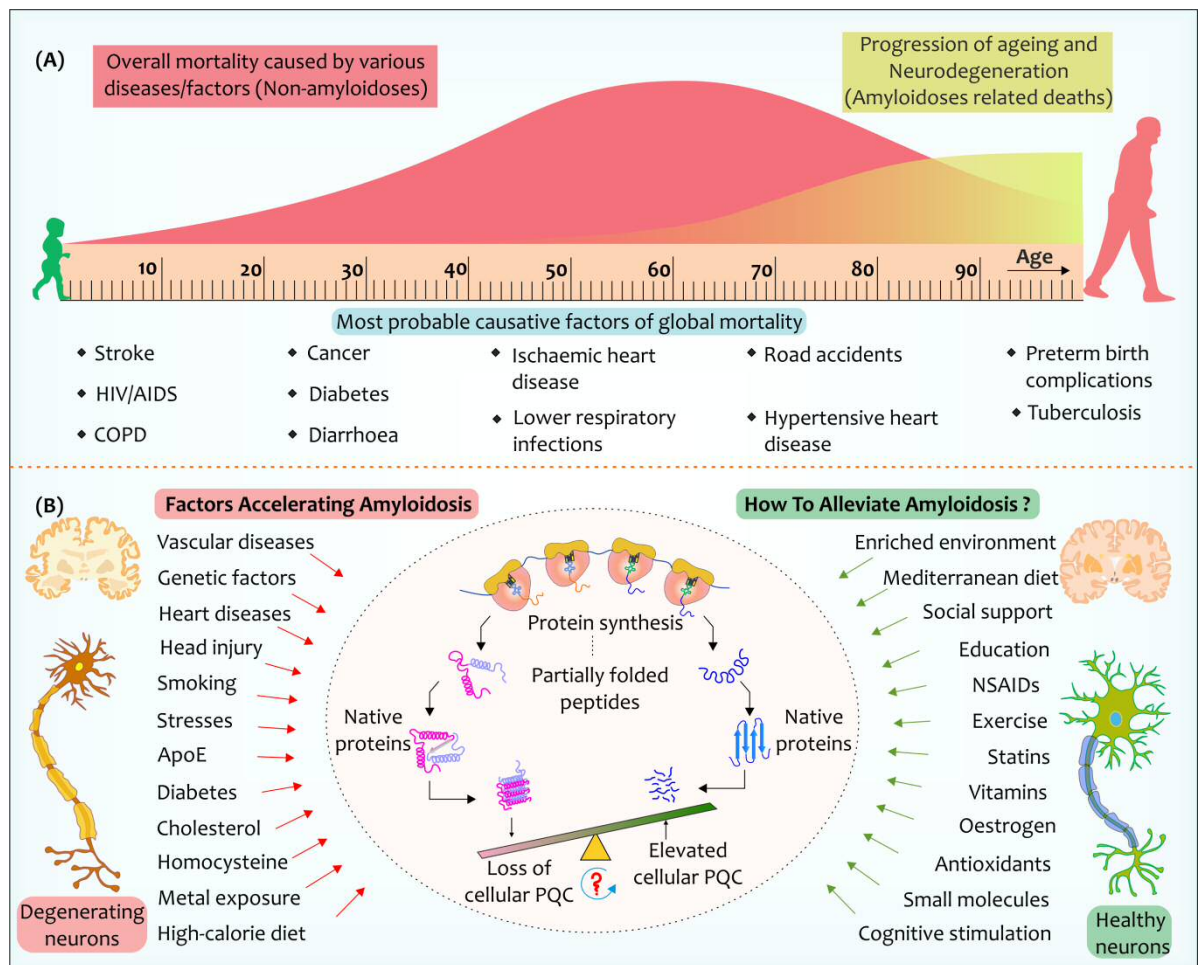 (A)
Overall mortality caused by various
diseases/factors (Non-amyloidoses)
Progression of ageing and
Neurodegeneration
(Amyloidoses related deaths)
10 20 30 40 50 60 70 80 90 Age
Most probable causative factors of global mortality
Stroke
HIV/AIDS
COPD
Cancer
Diabetes
Diarrhoea
Ischaemic heart
disease
Lower respiratory
infections
Road accidents
Hypertensive heart
disease
Preterm birth
complications
Tuberculosis
(B)
Factors Accelerating Amyloidosis
Vascular diseases
Genetic factors
Heart diseases
Head injury
Smoking
Stresses
ApoE
Diabetes
Cholesterol
Homocysteine
Metal exposure
High-calorie diet
Degenerating
neurons
Protein synthesis
Partially folded
peptides
Native
proteins
Native
proteins
Loss of
cellular PQC
?
Elevated
cellular PQC
How To Alleviate Amyloidosis ?
Enriched environment
Mediterranean diet
Social support
Education
NSAIDs
Exercise
Statins
Vitamins
Oestrogen
Antioxidants
Small molecules
Cognitive stimulation
Healthy
neurons